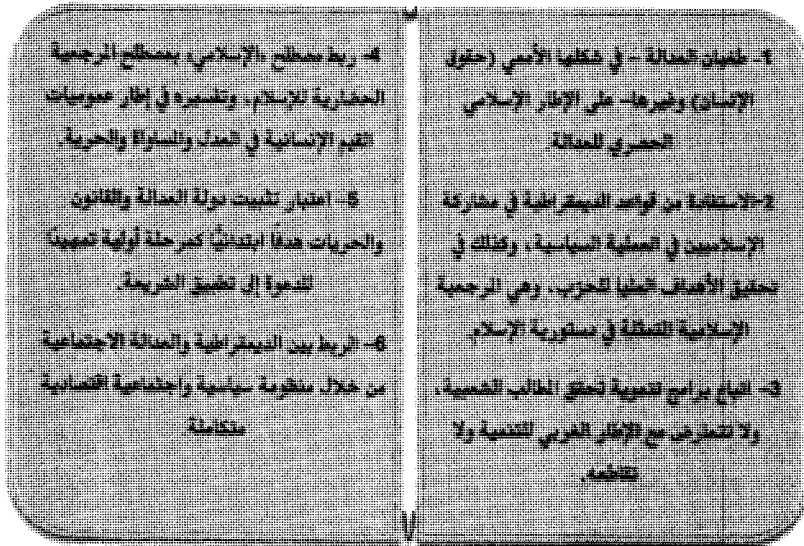 1- طغيان العدالة – في شكلها الأممي (حقوق
الإنسان) وغيرها– على الإطار الإسلامي
الحصري للعدالة
2-الاستفادة من قواعد الديمقراطية في مشاركة
الإسلاميين في العملية السياسية، وكذلك في
تحقيق الأهداف العليا للحزب، وهي المرجعية
الإسلامية المتمثلة في دستورية الإسلام.
3- اتباع برامج تنموية تحقق المطالب الشعبية،
ولا تتعارض مع الإطار الغربي للتنمية ولا
تقاطعه.
4- ربط مصطلح «الإسلامي» بمصطلح المرجعية
الحضارية للإسلام، وتفسيره في إطار عموميات
القيم الإنسانية في العدل والمساواة والحرية.
5- اعتبار تثبيت دولة العدالة والقانون
والحريات هدفًا ابتدائيًّا كمرحلة أولية تمهيدًا
للدعوة إلى تطبيق الشريعة.
6- الربط بين الديمقراطية والعدالة الاجتماعية
من خلال منظومة سياسية واجتماعية اقتصادية
متكاملة